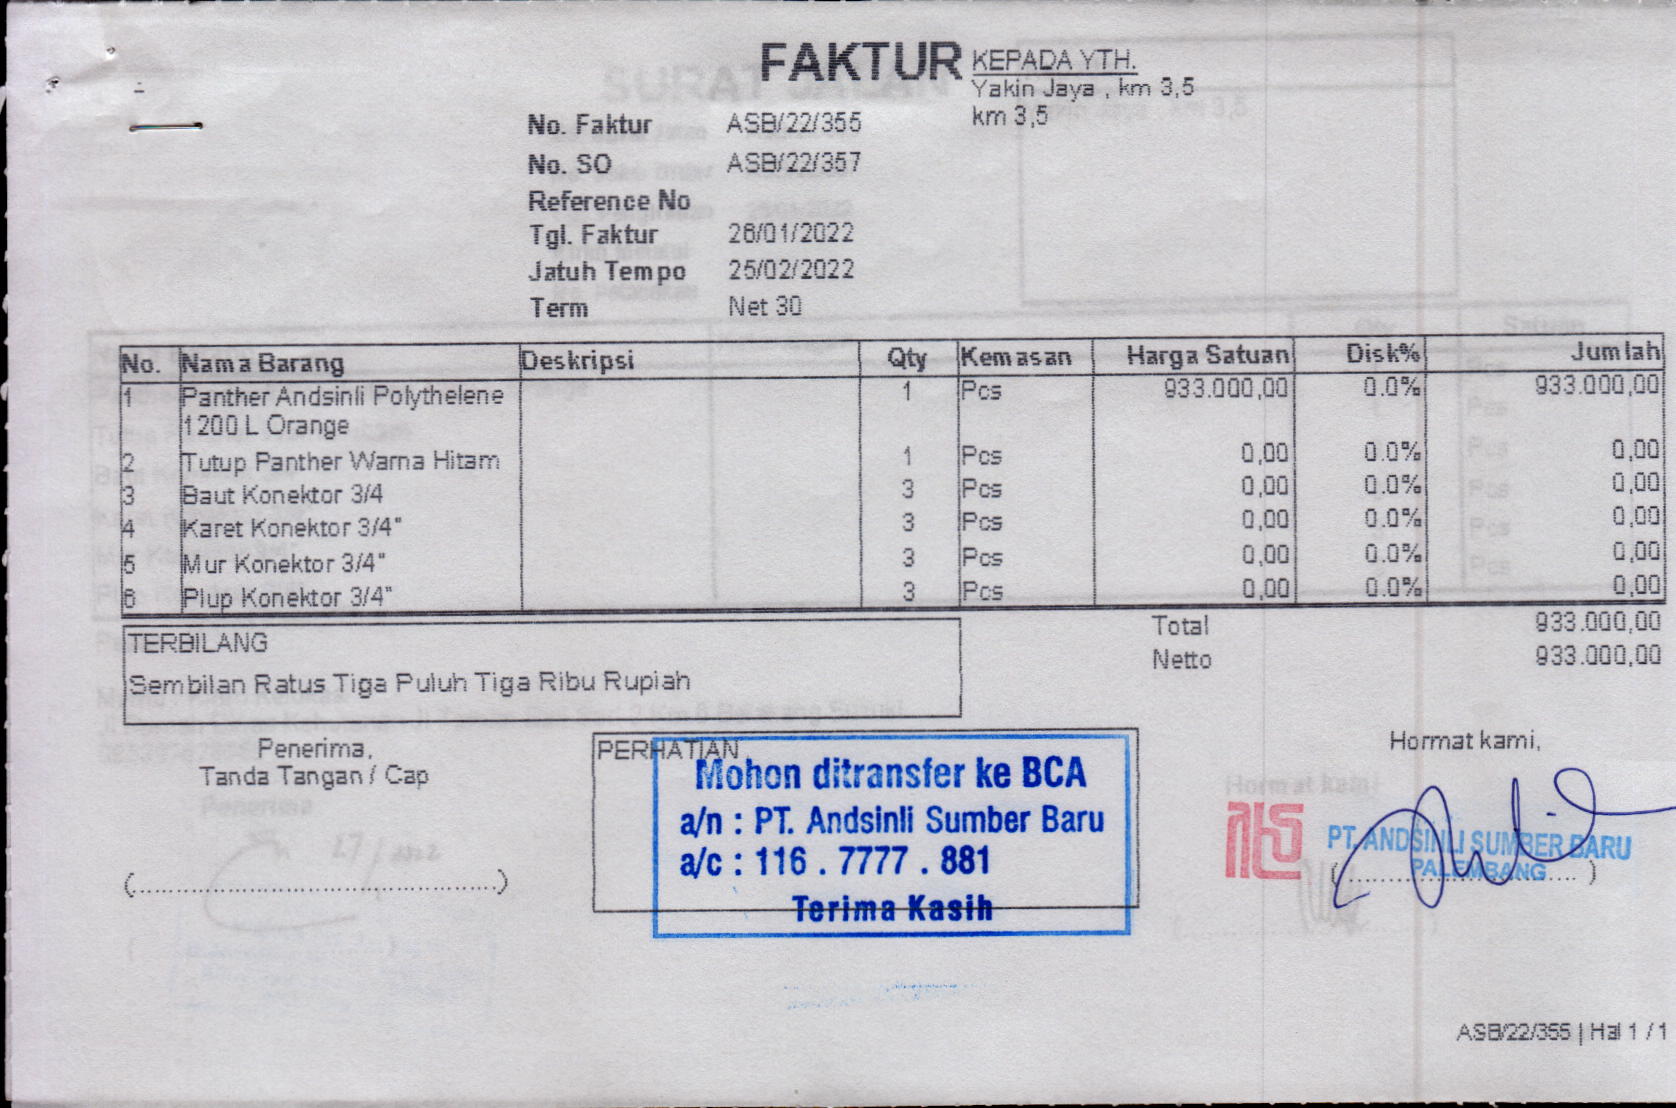 FAKTUR
KEPADA YTH.
Yakin Jaya , km 3,5
km 3,5
No. Faktur ASB/22/355
No. SO ASB/22/357
Reference No
Tgl. Faktur 26/01/2022
Jatuh Tempo 25/02/2022
Term Net 30
No. Nama Barang Deskripsi Qty Kemasan Harga Satuan Disk% Jumlah
1 Panther Andsinli Polythelene 1 Pcs 933.000,00 0.0% 933.000,00
1200 L Orange
2 Tutup Panther Warna Hitam 1 Pcs 0,00 0.0% 0,00
3 Baut Konektor 3/4 3 Pcs 0,00 0.0% 0,00
4 Karet Konektor 3/4" 3 Pcs 0,00 0.0% 0,00
5 Mur Konektor 3/4" 3 Pcs 0,00 0.0% 0,00
6 Plup Konektor 3/4" 3 Pcs 0,00 0.0% 0,00
Total 933.000,00
Netto 933.000,00
TERBILANG
Sembilan Ratus Tiga Puluh Tiga Ribu Rupiah
Penerima,
Tanda Tangan / Cap
(................................................)
PERHATIAN
Mohon ditransfer ke BCA
a/n : PT. Andsinli Sumber Baru
a/c : 116 . 7777 . 881
Terima Kasih
Hormat kami,
PT. ANDSINLI SUMBER BARU
PALEMBANG
ASB/22/355 | Hal 1 / 1